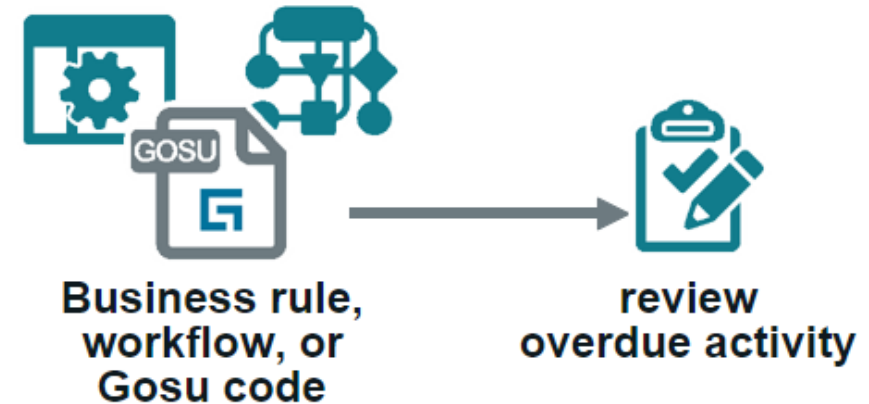 GOSU
Business rule,
workflow, or
Gosu code
review
overdue activity